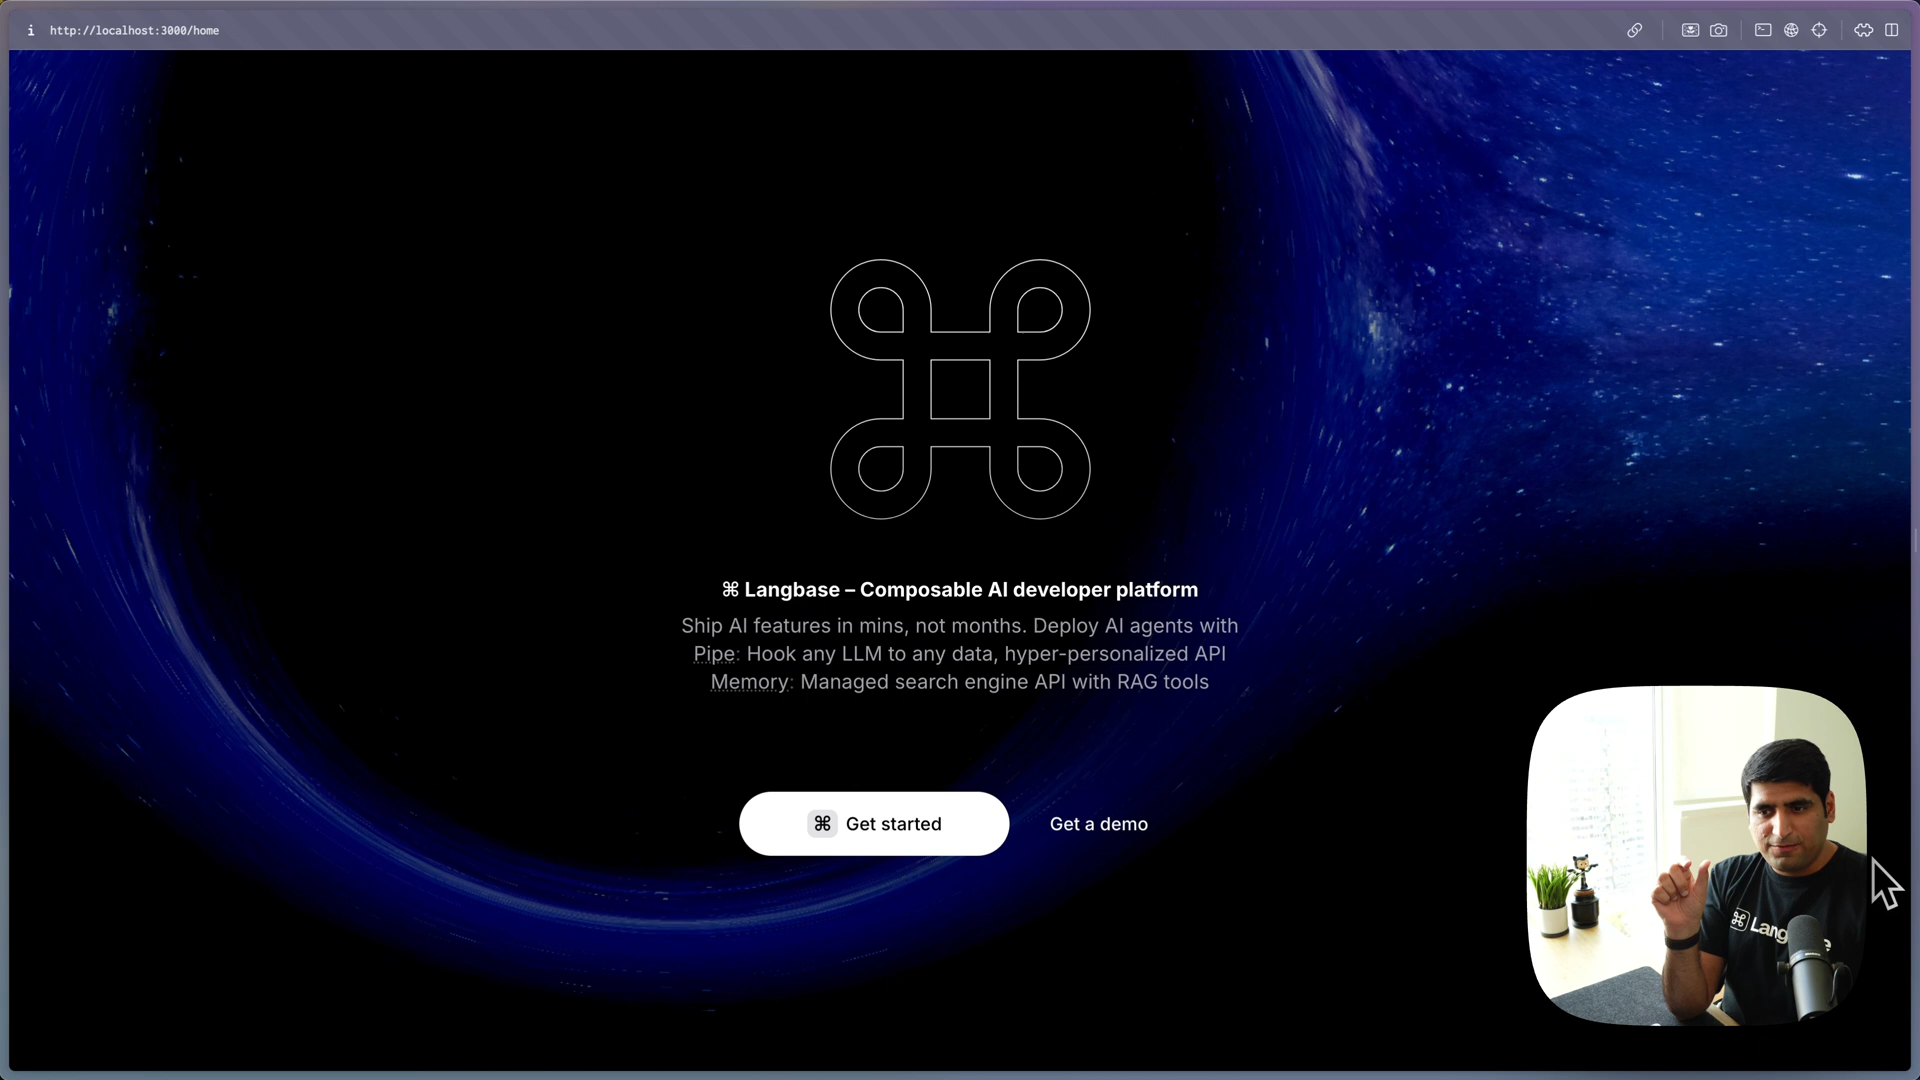 i http://localhost:3000/home
⌘ Langbase – Composable AI developer platform
Ship AI features in mins, not months. Deploy AI agents with
Pipe: Hook any LLM to any data, hyper-personalized API
Memory: Managed search engine API with RAG tools
⌘ Get started
Get a demo